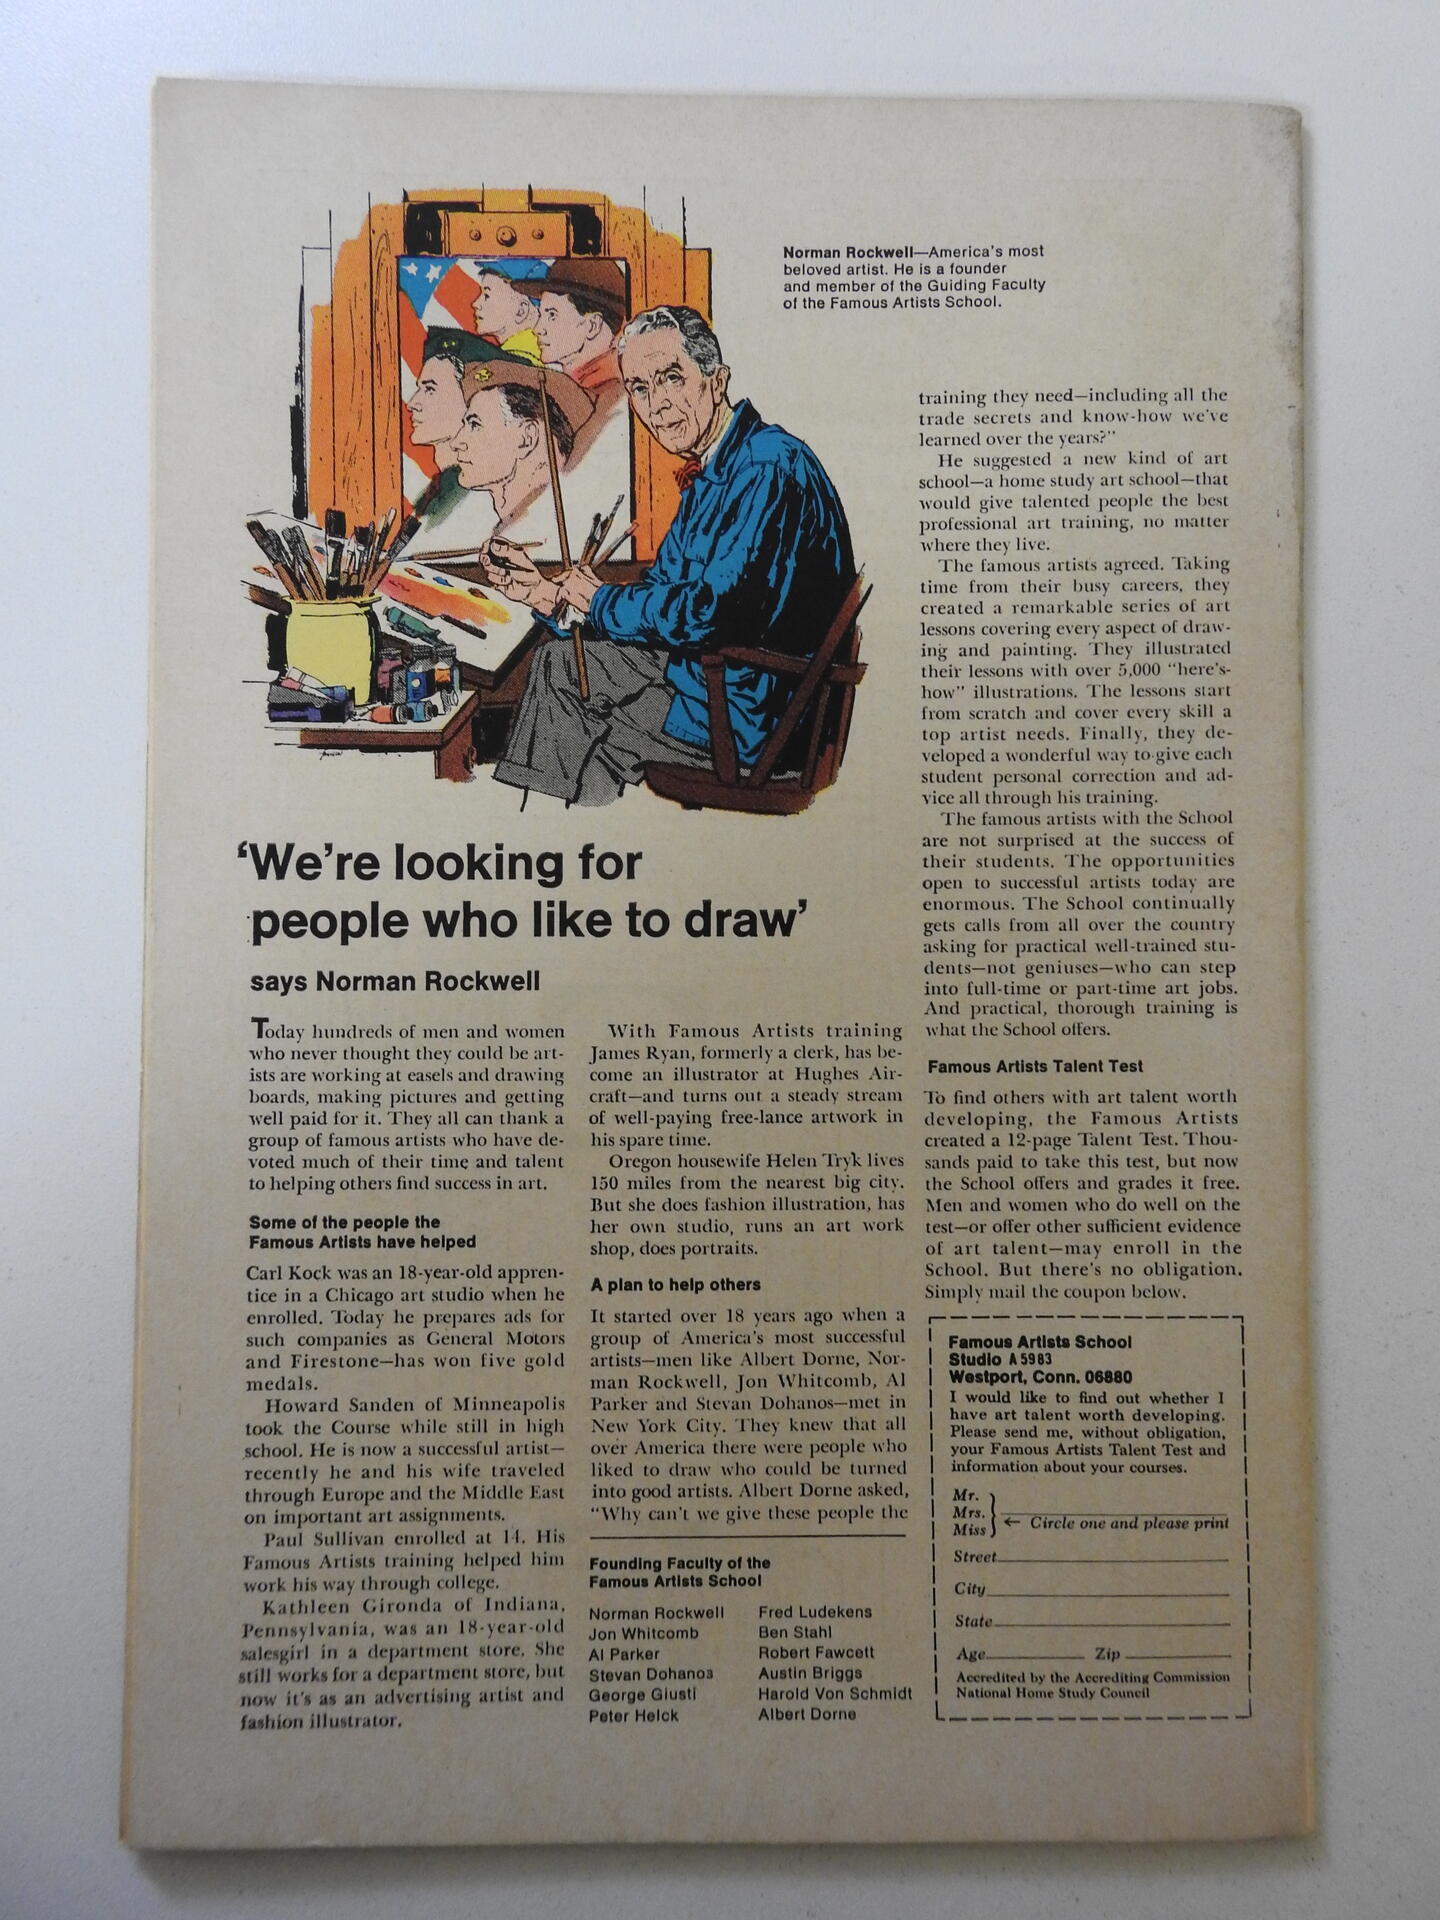 Norman Rockwell—America's most
beloved artist. He is a founder
and member of the Guiding Faculty
of the Famous Artists School.
'We're looking for
people who like to draw'
says Norman Rockwell
Today hundreds of men and women
who never thought they could be art-
ists are working at easels and drawing
boards, making pictures and getting
well paid for it. They all can thank a
group of famous artists who have de-
voted much of their time and talent
to helping others find success in art.
Some of the people the
Famous Artists have helped
Carl Kock was an 18-year-old appren-
tice in a Chicago art studio when he
enrolled. Today he prepares ads for
such companies as General Motors
and Firestone—has won five gold
medals.
Howard Sanden of Minneapolis
took the Course while still in high
school. He is now a successful artist—
recently he and his wife traveled
through Europe and the Middle East
on important art assignments.
Paul Sullivan enrolled at 14. His
Famous Artists training helped him
work his way through college.
Kathleen Gironda of Indiana,
Pennsylvania, was an 18-year-old
salesgirl in a department store. She
still works for a department store, but
now it's as an advertising artist and
fashion illustrator.
With Famous Artists training
James Ryan, formerly a clerk, has be-
come an illustrator at Hughes Air-
craft—and turns out a steady stream
of well-paying free-lance artwork in
his spare time.
Oregon housewife Helen Tryk lives
150 miles from the nearest big city.
But she does fashion illustration, has
her own studio, runs an art work
shop, does portraits.
A plan to help others
It started over 18 years ago when a
group of America's most successful
artists—men like Albert Dorne, Nor-
man Rockwell, Jon Whitcomb, Al
Parker and Stevan Dohanos—met in
New York City. They knew that all
over America there were people who
liked to draw who could be turned
into good artists. Albert Dorne asked,
"Why can't we give these people the
training they need—including all the
trade secrets and know-how we've
learned over the years?"
He suggested a new kind of art
school—a home study art school—that
would give talented people the best
professional art training, no matter
where they live.
The famous artists agreed. Taking
time from their busy careers, they
created a remarkable series of art
lessons covering every aspect of draw-
ing and painting. They illustrated
their lessons with over 5,000 "here's-
how" illustrations. The lessons start
from scratch and cover every skill a
top artist needs. Finally, they de-
veloped a wonderful way to give each
student personal correction and ad-
vice all through his training.
The famous artists with the School
are not surprised at the success of
their students. The opportunities
open to successful artists today are
enormous. The School continually
gets calls from all over the country
asking for practical well-trained stu-
dents—not geniuses—who can step
into full-time or part-time art jobs.
And practical, thorough training is
what the School offers.
Famous Artists Talent Test
To find others with art talent worth
developing, the Famous Artists
created a 12-page Talent Test. Thou-
sands paid to take this test, but now
the School offers and grades it free.
Men and women who do well on the
test—or offer other sufficient evidence
of art talent—may enroll in the
School. But there's no obligation.
Simply mail the coupon below.
Founding Faculty of the
Famous Artists School
Norman Rockwell
Jon Whitcomb
Al Parker
Stevan Dohanos
George Giusti
Peter Helck
Fred Ludekens
Ben Stahl
Robert Fawcett
Austin Briggs
Harold Von Schmidt
Albert Dorne
Famous Artists School
Studio A5983
Westport, Conn. 06880
I would like to find out whether I
have art talent worth developing.
Please send me, without obligation,
your Famous Artists Talent Test and
information about your courses.
Mr.
Mrs.
Miss
← Circle one and please print
Street
City
State
Age Zip
Accredited by the Accrediting Commission
National Home Study Council